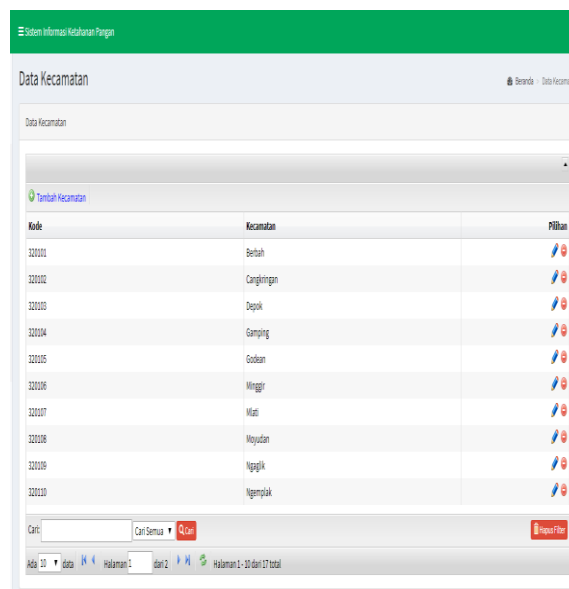 Sistem Informasi Ketahanan Pangan
Data Kecamatan
Beranda > Data Kecama
Data Kecamatan
Tambah Kecamatan
Kode Kecamatan Pilihan
320101 Berbah
320102 Cangkringan
320103 Depok
320104 Gamping
320105 Godean
320106 Minggir
320107 Mlati
320108 Moyudan
320109 Ngaglik
320110 Ngemplak
Cari: Cari Semua Cari Hapus Filter
Ada 10 data Halaman 1 dari 2 Halaman 1 - 10 dari 17 total